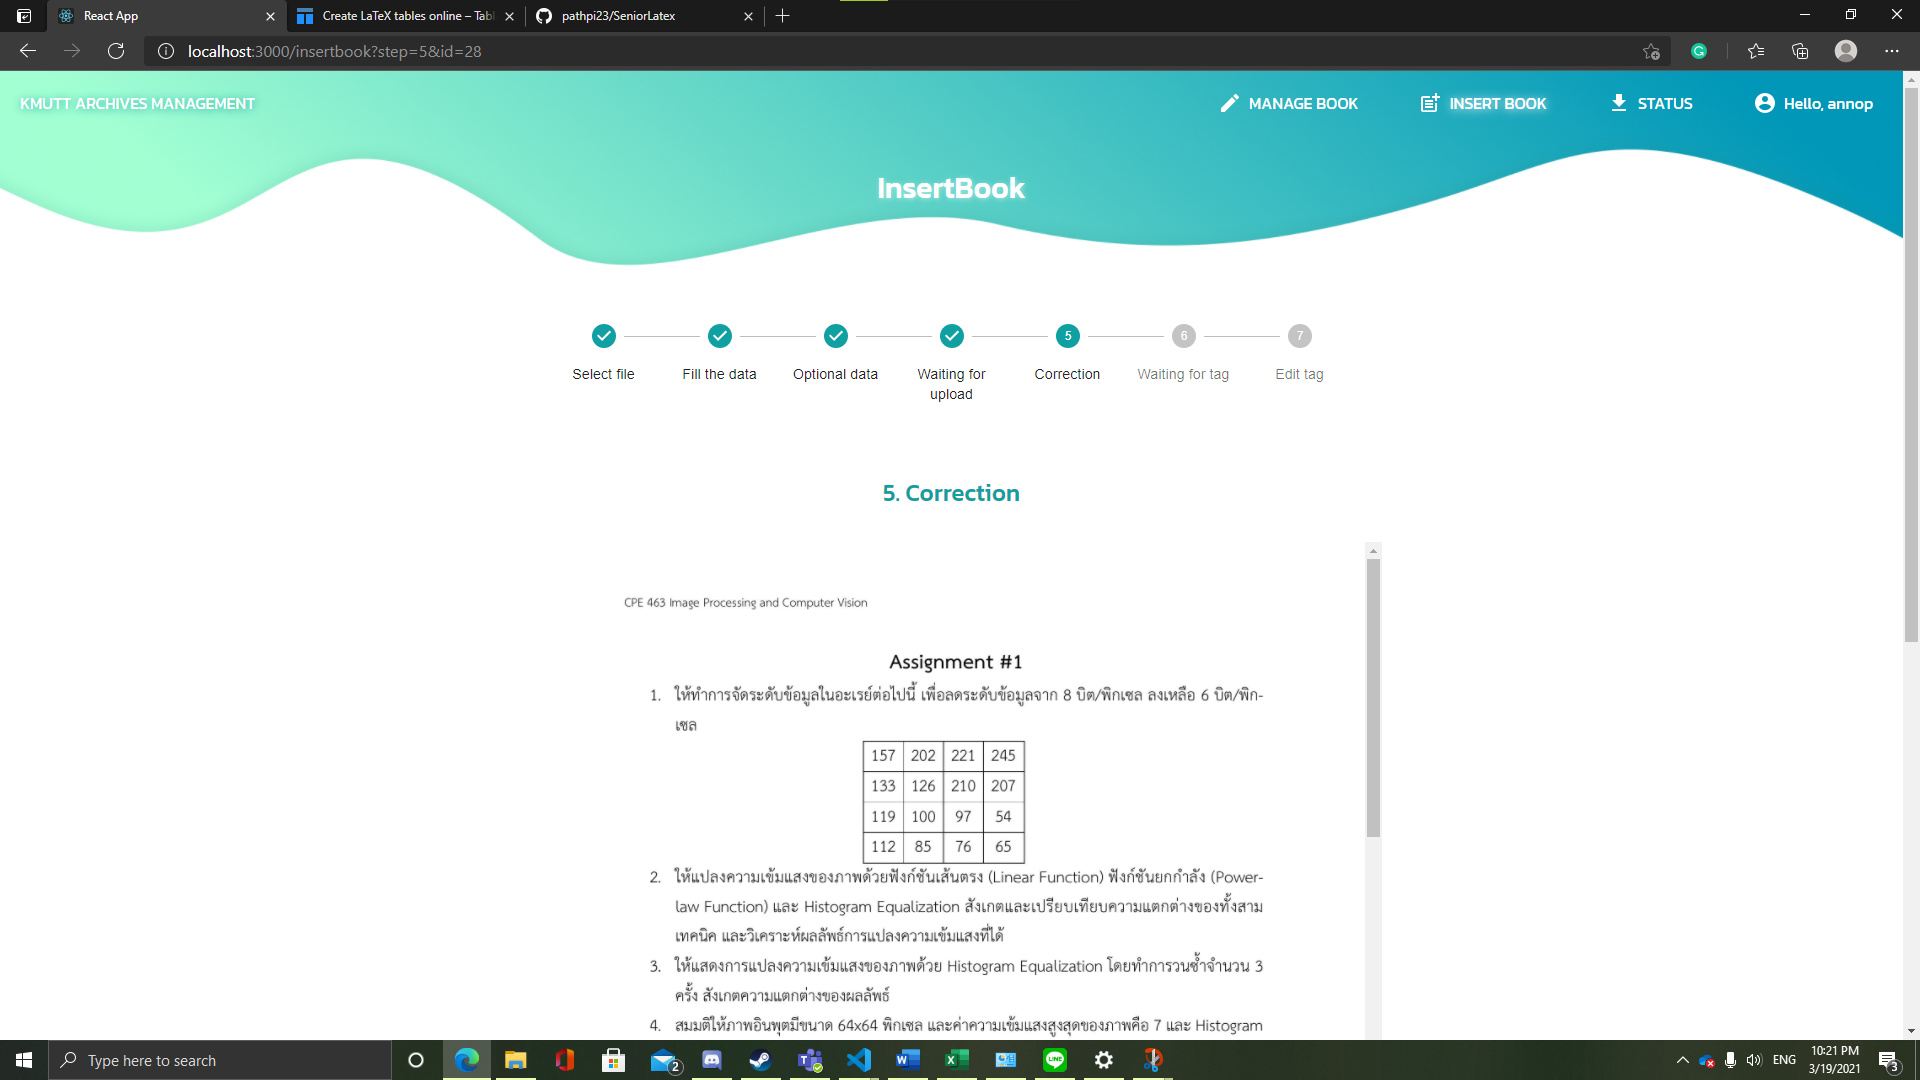 React App
Create LaTeX tables online – Tabl
pathpi23/SeniorLatex
localhost:3000/insertbook?step=5&id=28
KMUTT ARCHIVES MANAGEMENT
MANAGE BOOK
INSERT BOOK
STATUS
Hello, annop
InsertBook
5
6
7
Select file
Fill the data
Optional data
Waiting for upload
Correction
Waiting for tag
Edit tag
5. Correction
CPE 463 Image Processing and Computer Vision
Assignment #1
1. ให้ทำการจัดระดับข้อมูลในอะเรย์ต่อไปนี้ เพื่อลดระดับข้อมูลจาก 8 บิต/พิกเซล ลงเหลือ 6 บิต/พิก-
เซล
157 202 221 245
133 126 210 207
119 100 97 54
112 85 76 65
2. ให้แปลงความเข้มแสงของภาพด้วยฟังก์ชันเส้นตรง (Linear Function) ฟังก์ชันยกกำลัง (Power-
law Function) และ Histogram Equalization สังเกตและเปรียบเทียบความแตกต่างของทั้งสาม
เทคนิค และวิเคราะห์ผลลัพธ์การแปลงความเข้มแสงที่ได้
3. ให้แสดงการแปลงความเข้มแสงของภาพด้วย Histogram Equalization โดยทำการวนซ้ำจำนวน 3
ครั้ง สังเกตความแตกต่างของผลลัพธ์
4. สมมติให้ภาพอินพุตมีขนาด 64x64 พิกเซล และค่าความเข้มแสงสูงสุดของภาพคือ 7 และ Histogram
Type here to search
2
ENG
10:21 PM
3/19/2021
3